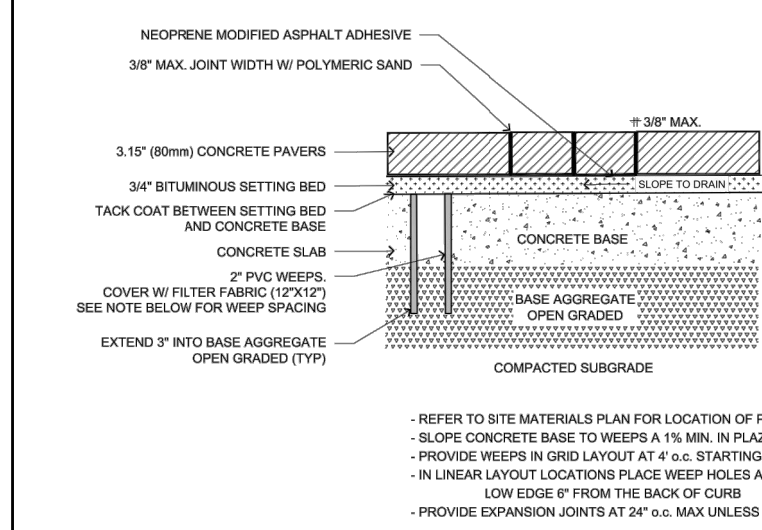 NEOPRENE MODIFIED ASPHALT ADHESIVE
3/8" MAX. JOINT WIDTH W/ POLYMERIC SAND
3/8" MAX.
3.15" (80mm) CONCRETE PAVERS
3/4" BITUMINOUS SETTING BED
SLOPE TO DRAIN
TACK COAT BETWEEN SETTING BED
AND CONCRETE BASE
CONCRETE SLAB
CONCRETE BASE
2" PVC WEEPS.
COVER W/ FILTER FABRIC (12"X12")
SEE NOTE BELOW FOR WEEP SPACING
BASE AGGREGATE
OPEN GRADED
EXTEND 3" INTO BASE AGGREGATE
OPEN GRADED (TYP)
COMPACTED SUBGRADE
- REFER TO SITE MATERIALS PLAN FOR LOCATION OF
- SLOPE CONCRETE BASE TO WEEPS A 1% MIN. IN
- PROVIDE WEEPS IN GRID LAYOUT AT 4' o.c. STARTING
- IN LINEAR LAYOUT LOCATIONS PLACE WEEP HOLES
LOW EDGE 6" FROM THE BACK OF CURB
- PROVIDE EXPANSION JOINTS AT 24" o.c. MAX UNLESS